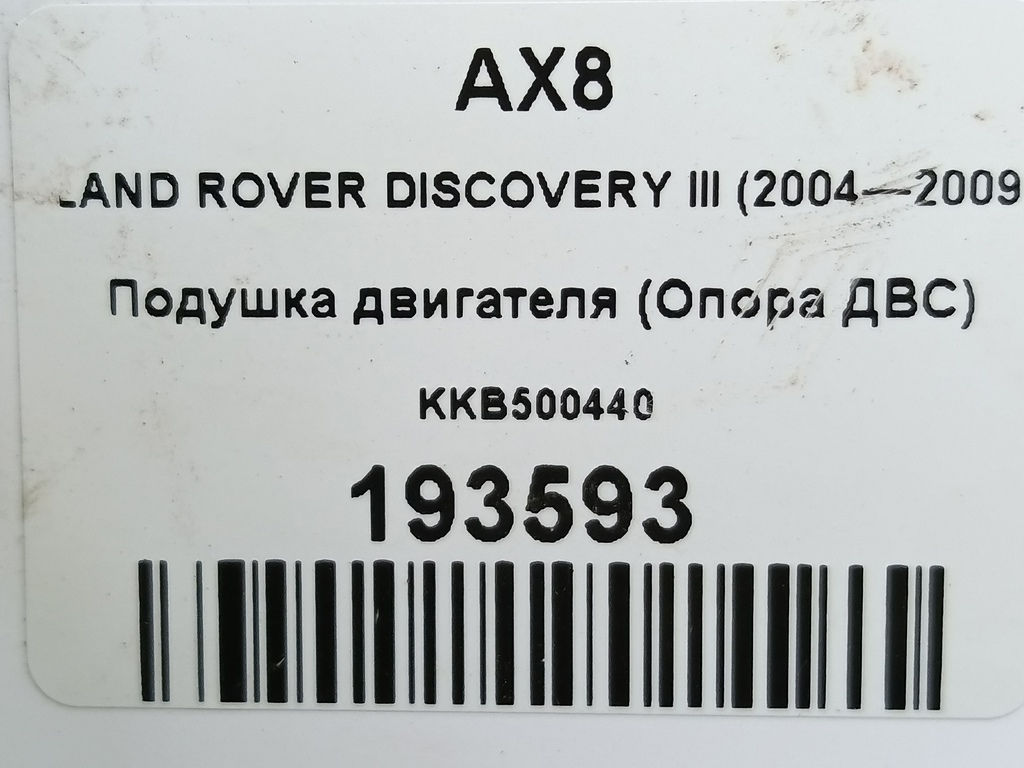 AX8
LAND ROVER DISCOVERY III (2004—2009
Подушка двигателя (Опора ДВС)
KKB500440
193593